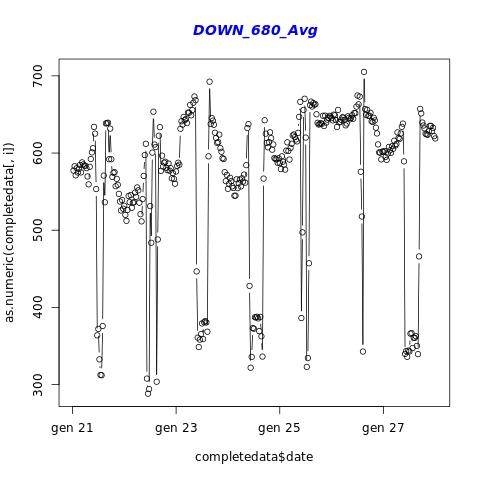 DOWN_680_Avg
as.numeric(completedata[, i])
700
600
500
400
300
gen 21
gen 23
gen 25
gen 27
completedata$date